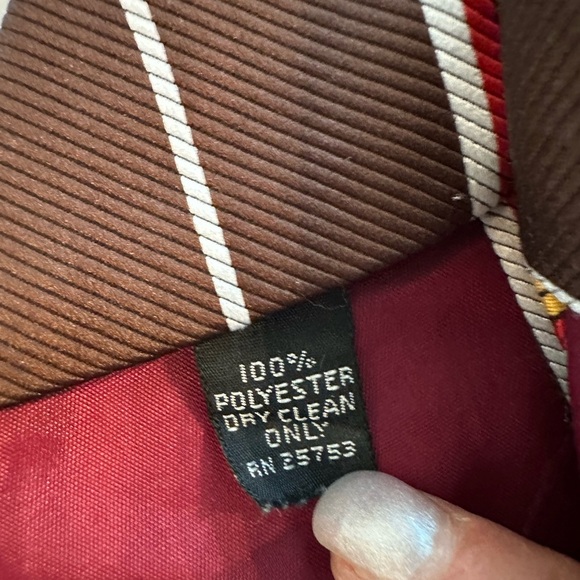 100%
POLYESTER
DRY CLEAN
ONLY
RN 25753